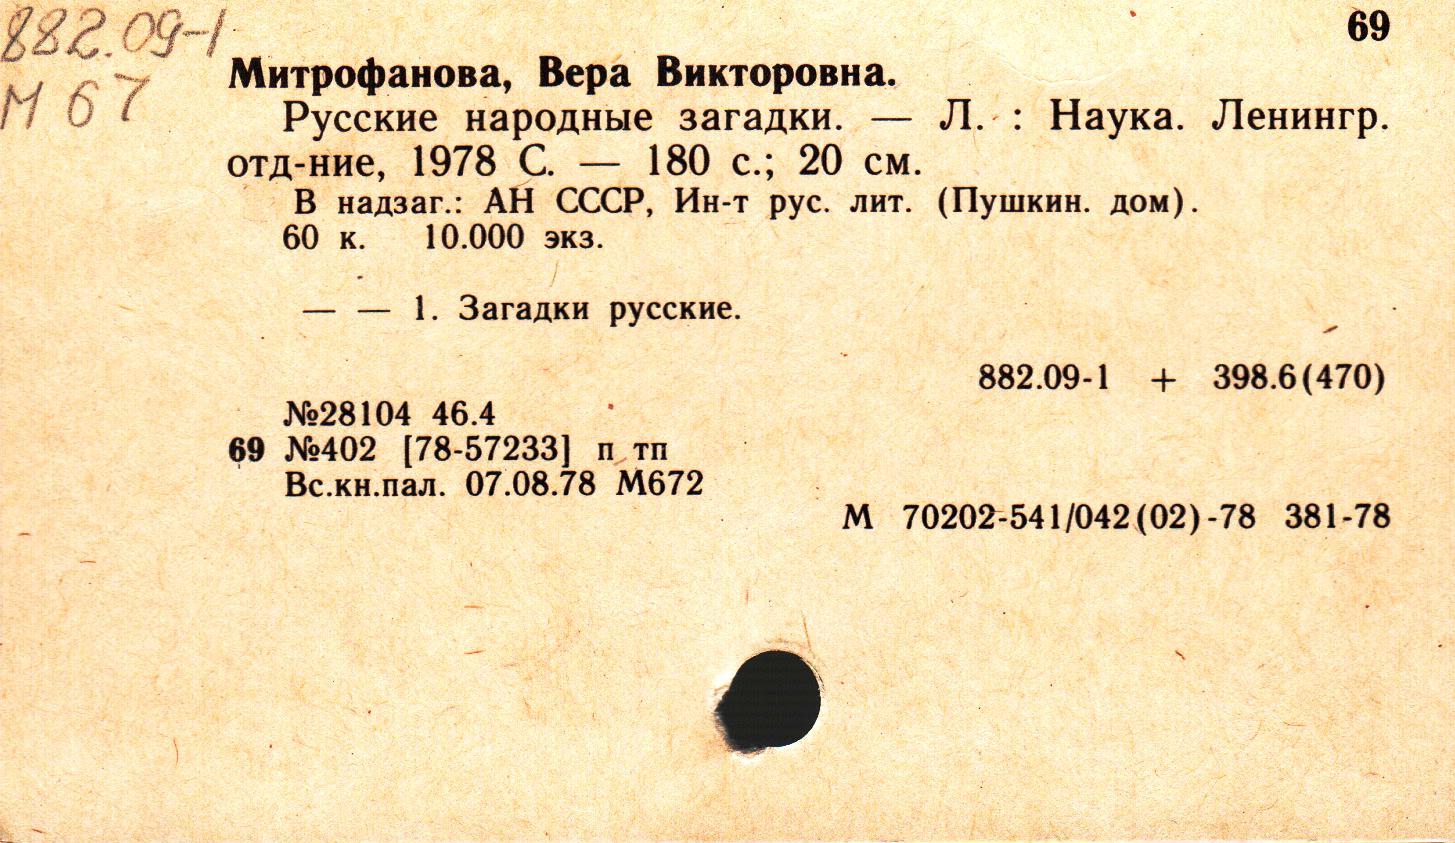 882.09-1
М 67
69
Митрофанова, Вера Викторовна.
Русские народные загадки. — Л. : Наука. Ленингр.
отд-ние, 1978 С. — 180 с.; 20 см.
В надзаг.: АН СССР, Ин-т рус. лит. (Пушкин. дом).
60 к. 10.000 экз.
— — 1. Загадки русские.
882.09-1 + 398.6(470)
№28104 46.4
69 №402 [78-57233] п тп
Вс.кн.пал. 07.08.78 М672
М 70202-541/042(02)-78 381-78